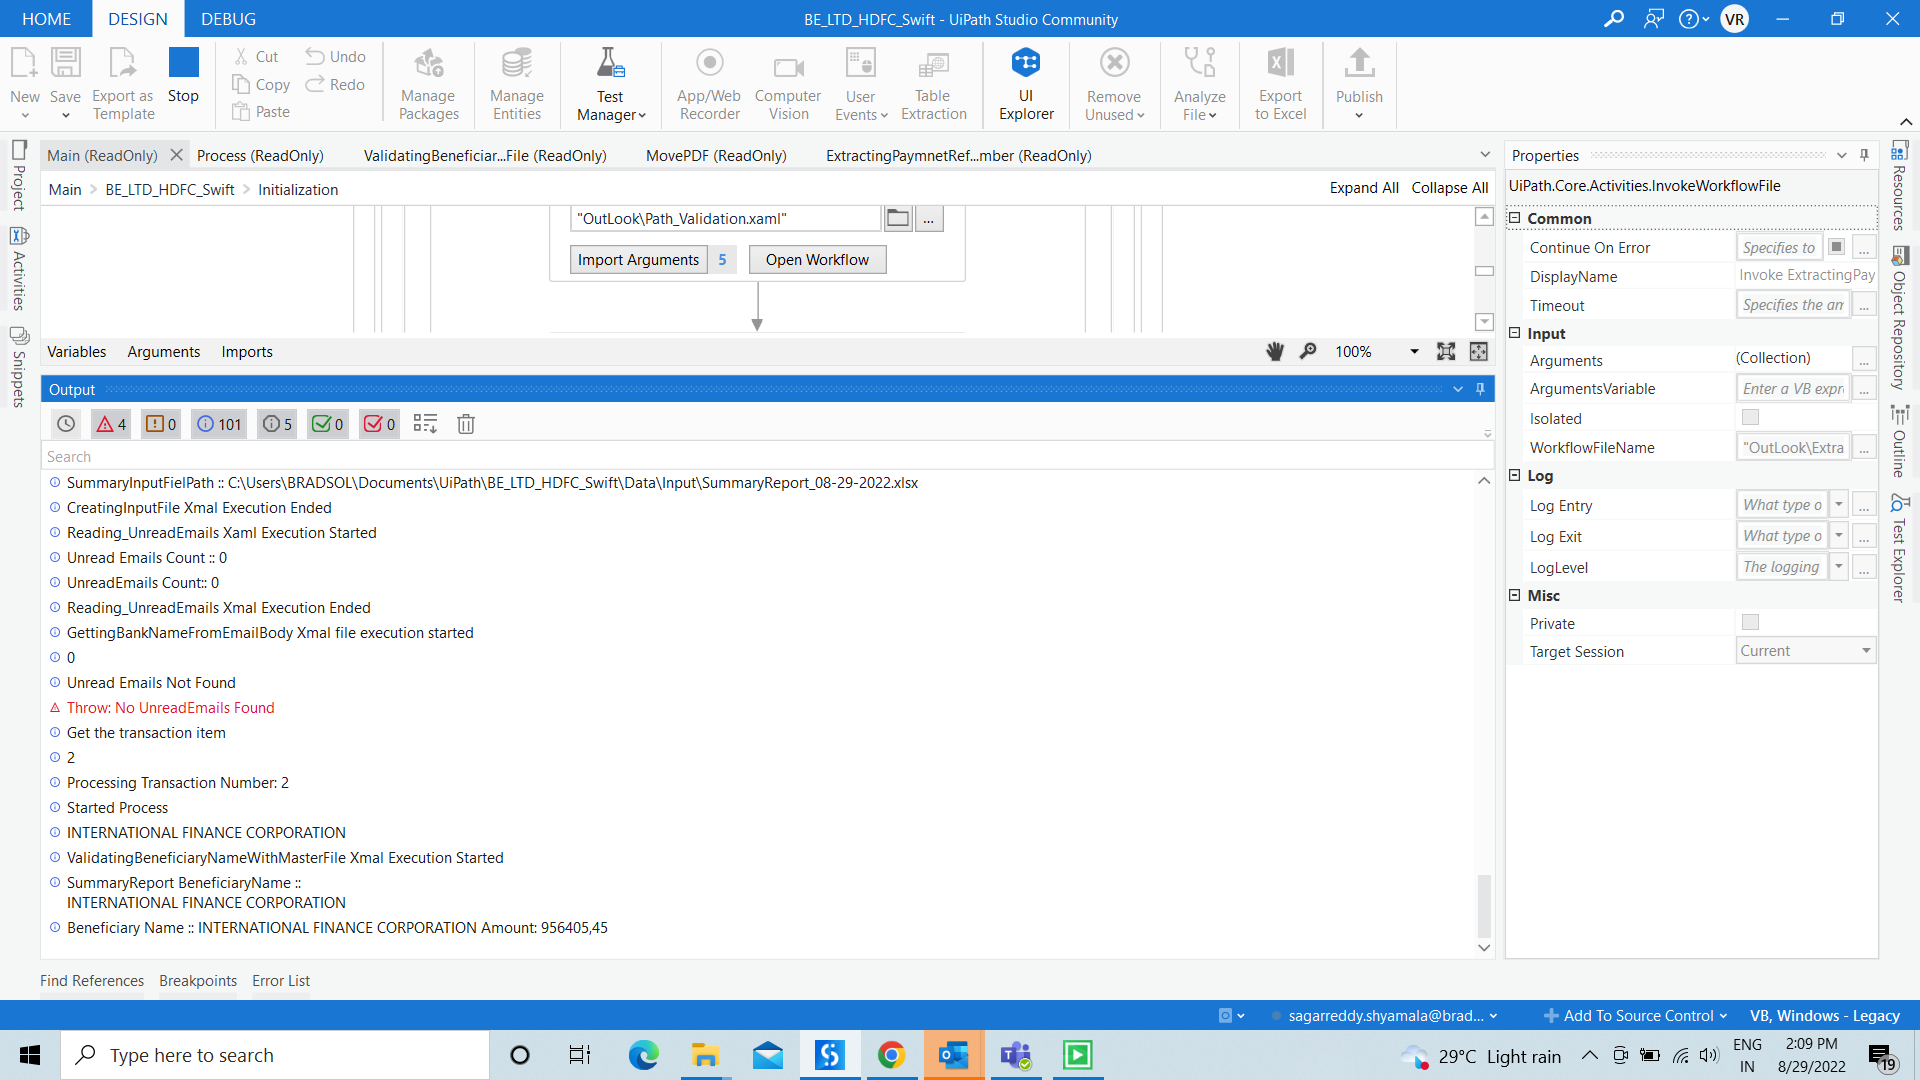 HOME DESIGN DEBUG BE_LTD_HDFC_Swift - UiPath Studio Community VR
New Save Export as Template Stop Cut Copy Paste Undo Redo Manage Packages Manage Entities Test Manager App/Web Recorder Computer Vision User Events Table Extraction UI Explorer Remove Unused Analyze File Export to Excel Publish
Main (ReadOnly) Process (ReadOnly) ValidatingBeneficiar...File (ReadOnly) MovePDF (ReadOnly) ExtractingPaymnetRef...mber (ReadOnly)
Main > BE_LTD_HDFC_Swift > Initialization Expand All Collapse All
"OutLook\Path_Validation.xaml" ...
Import Arguments 5 Open Workflow
Variables Arguments Imports 100%
Output
4 0 101 5 0 0
Search
SummaryInputFielPath :: C:\Users\BRADSOL\Documents\UiPath\BE_LTD_HDFC_Swift\Data\Input\SummaryReport_08-29-2022.xlsx
CreatingInputFile Xmal Execution Ended
Reading_UnreadEmails Xaml Execution Started
Unread Emails Count :: 0
UnreadEmails Count:: 0
Reading_UnreadEmails Xmal Execution Ended
GettingBankNameFromEmailBody Xmal file execution started
0
Unread Emails Not Found
Throw: No UnreadEmails Found
Get the transaction item
2
Processing Transaction Number: 2
Started Process
INTERNATIONAL FINANCE CORPORATION
ValidatingBeneficiaryNameWithMasterFile Xmal Execution Started
SummaryReport BeneficiaryName ::
INTERNATIONAL FINANCE CORPORATION
Beneficiary Name :: INTERNATIONAL FINANCE CORPORATION Amount: 956405,45
Find References Breakpoints Error List
Project
Activities
Snippets
Properties
UiPath.Core.Activities.InvokeWorkflowFile
Common
Continue On Error Specifies to ...
DisplayName Invoke ExtractingPay
Timeout Specifies the am ...
Input
Arguments (Collection) ...
ArgumentsVariable Enter a VB expr ...
Isolated
WorkflowFileName "OutLook\Extra ...
Log
Log Entry What type o ...
Log Exit What type o ...
LogLevel The logging ...
Misc
Private
Target Session Current
Resources
Object Repository
Outline
Test Explorer
sagarreddy.shyamala@brad... Add To Source Control VB, Windows - Legacy
Type here to search 29°C Light rain ENG IN 2:09 PM 8/29/2022 19